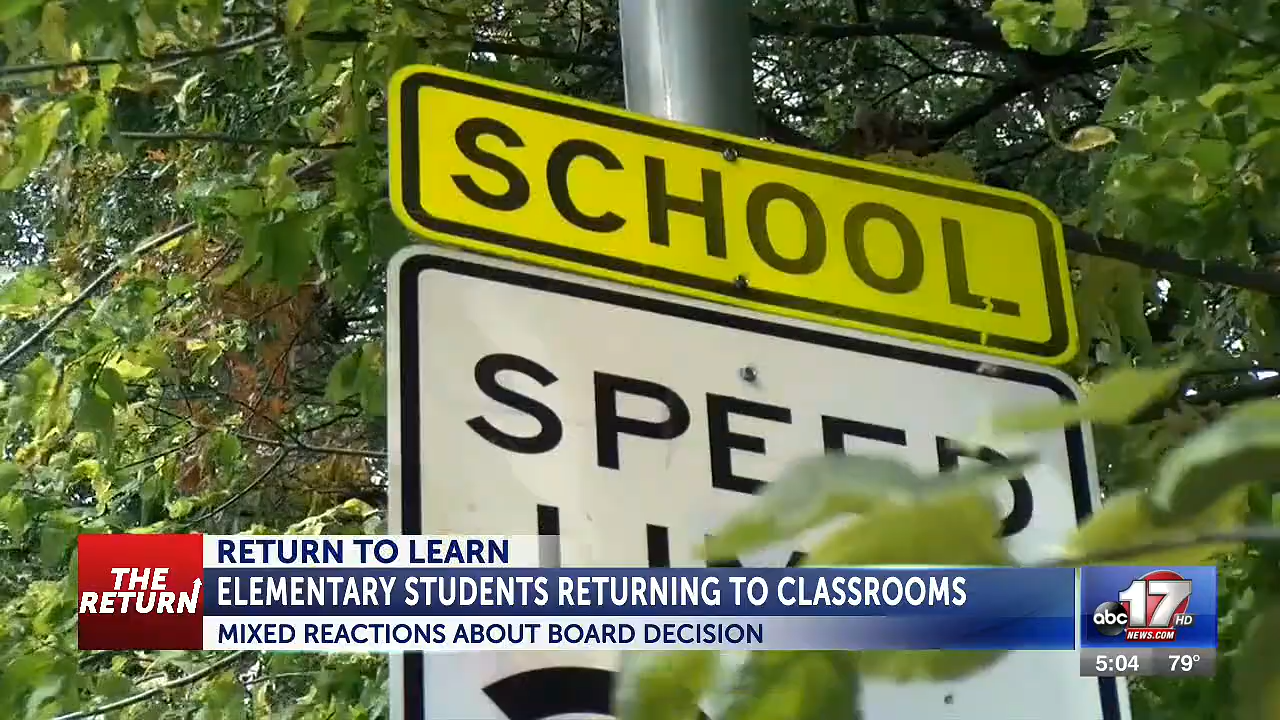 SCHOOL
SPEED
RETURN TO LEARN
THE RETURN
ELEMENTARY STUDENTS RETURNING TO CLASSROOMS
MIXED REACTIONS ABOUT BOARD DECISION
abc 17 HD
NEWS.COM
5:04 79°